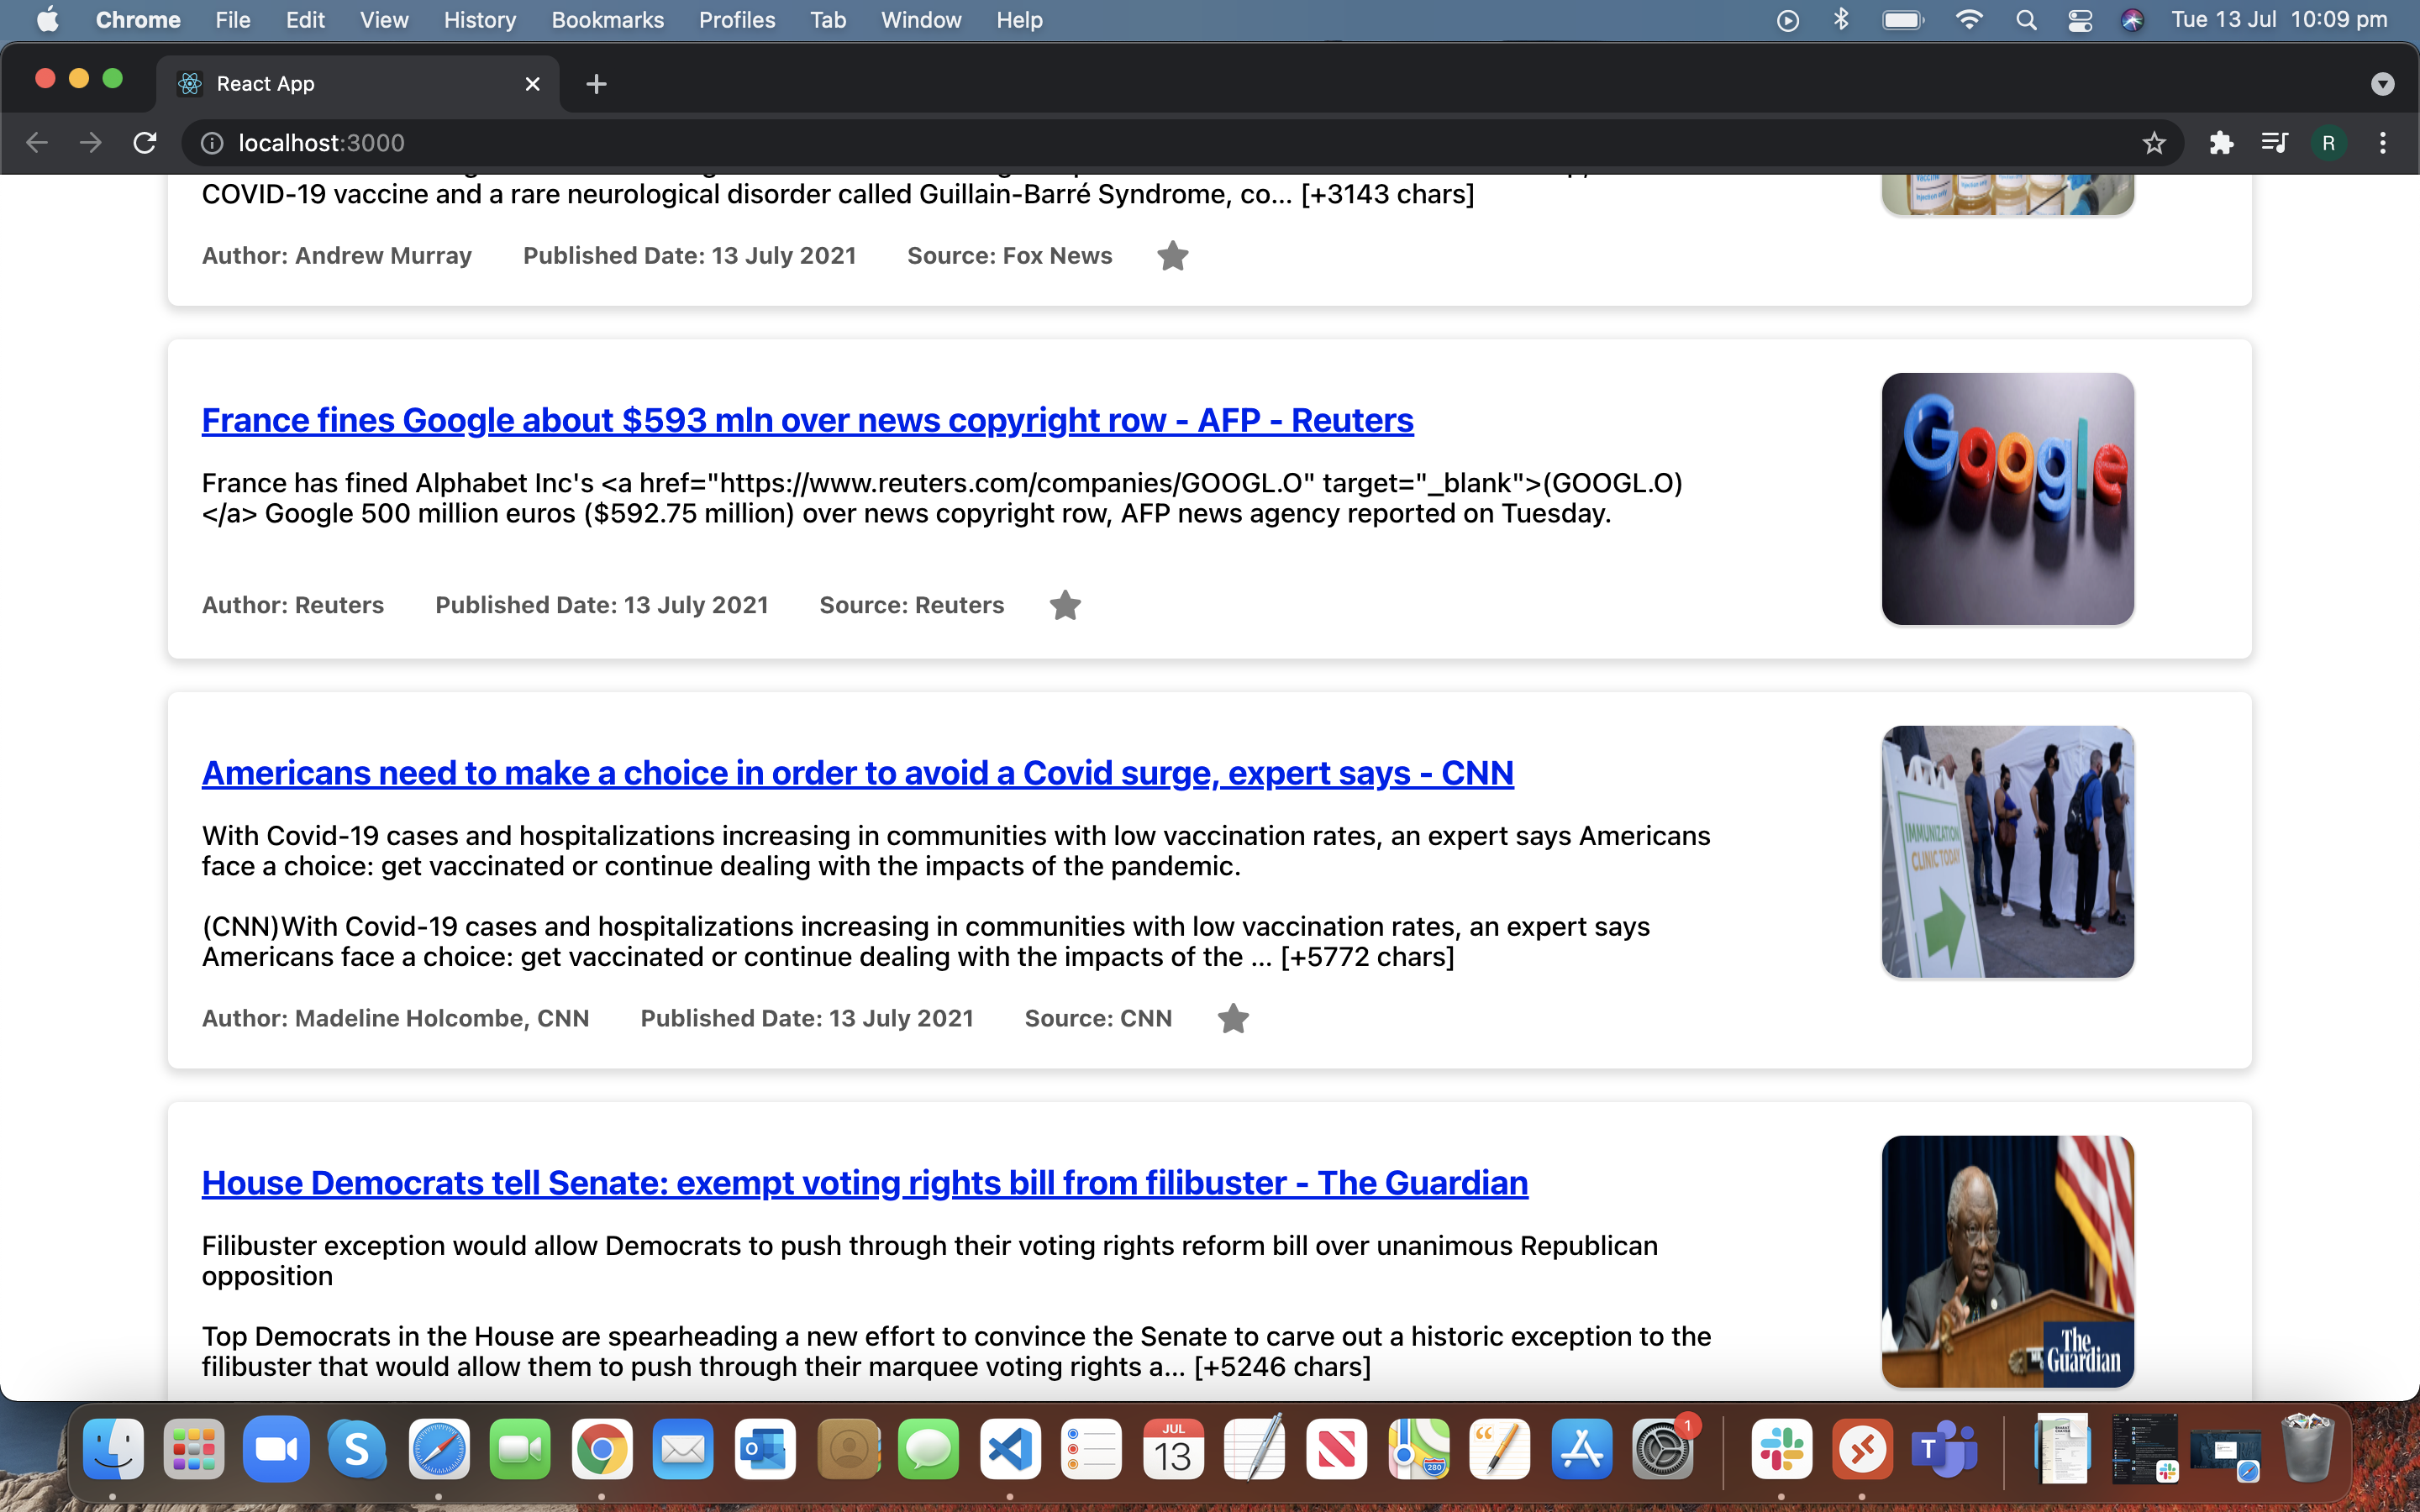 Chrome File Edit View History Bookmarks Profiles Tab Window Help Tue 13 Jul 10:09 pm
React App
localhost:3000
COVID-19 vaccine and a rare neurological disorder called Guillain-Barré Syndrome, co... [+3143 chars]
Author: Andrew Murray Published Date: 13 July 2021 Source: Fox News
France fines Google about $593 mln over news copyright row - AFP - Reuters
France has fined Alphabet Inc's <a href="https://www.reuters.com/companies/GOOGL.O" target="_blank">(GOOGL.O)
</a> Google 500 million euros ($592.75 million) over news copyright row, AFP news agency reported on Tuesday.
Author: Reuters Published Date: 13 July 2021 Source: Reuters
Google
Americans need to make a choice in order to avoid a Covid surge, expert says - CNN
With Covid-19 cases and hospitalizations increasing in communities with low vaccination rates, an expert says Americans
face a choice: get vaccinated or continue dealing with the impacts of the pandemic.
(CNN)With Covid-19 cases and hospitalizations increasing in communities with low vaccination rates, an expert says
Americans face a choice: get vaccinated or continue dealing with the impacts of the ... [+5772 chars]
Author: Madeline Holcombe, CNN Published Date: 13 July 2021 Source: CNN
IMMUNIZATION
CLINIC TODAY
House Democrats tell Senate: exempt voting rights bill from filibuster - The Guardian
Filibuster exception would allow Democrats to push through their voting rights reform bill over unanimous Republican
opposition
Top Democrats in the House are spearheading a new effort to convince the Senate to carve out a historic exception to the
filibuster that would allow them to push through their marquee voting rights a... [+5246 chars]
The
Guardian
JUL
13
280
1